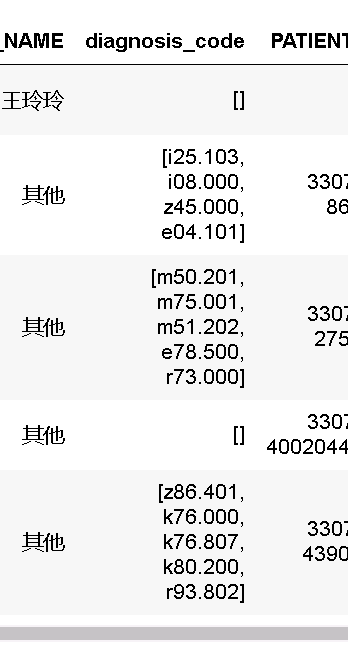 _NAME diagnosis_code PATIENT
王玲玲 []
[i25.103,
i08.000,
z45.000,
e04.101]
其他
3307
86
[m50.201,
m75.001,
m51.202,
e78.500,
r73.000]
其他
3307
275
其他 []
3307
4002044
[z86.401,
k76.000,
k76.807,
k80.200,
r93.802]
其他
3307
4390